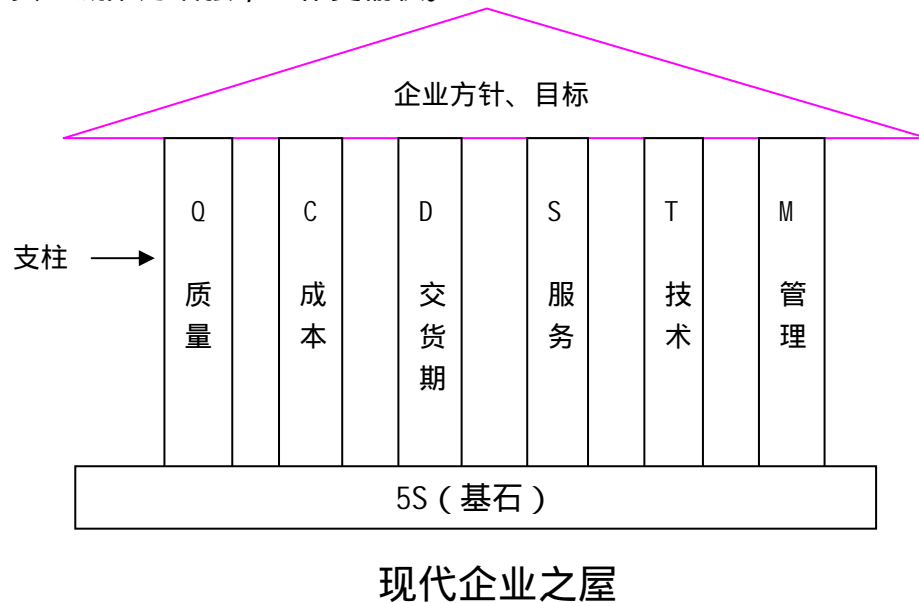 企业方针、目标
Q C D S T M
支柱
质量 成本 交货期 服务 技术 管理
5S（基石）
现代企业之屋